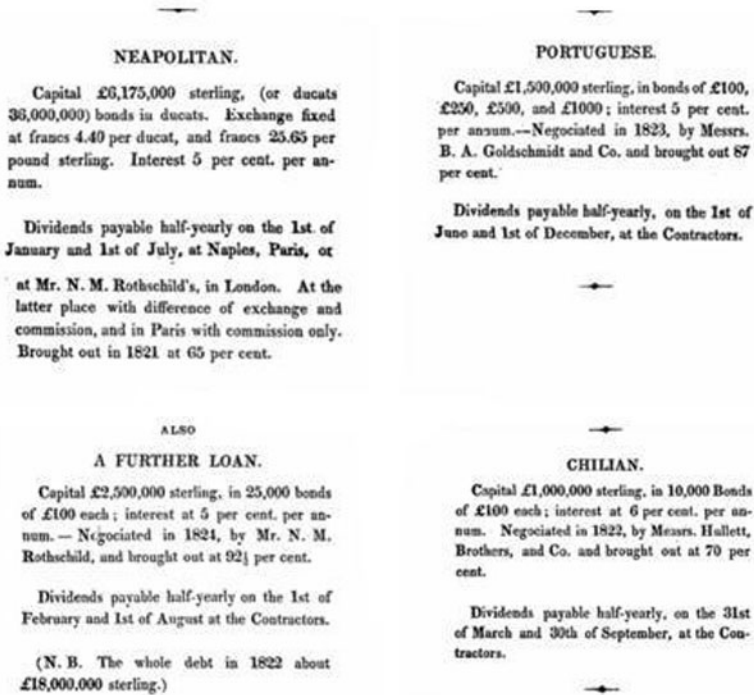 NEAPOLITAN.
Capital £6,175,000 sterling, (or ducats
36,000,000) bonds in ducats. Exchange fixed
at francs 4.40 per ducat, and francs 25.65 per
pound sterling. Interest 5 per cent. per an-
num.
Dividends payable half-yearly on the 1st of
January and 1st of July, at Naples, Paris, or
at Mr. N. M. Rothschild's, in London. At the
latter place with difference of exchange and
commission, and in Paris with commission only.
Brought out in 1821 at 65 per cent.
PORTUGUESE.
Capital £1,500,000 sterling, in bonds of £100,
£250, £500, and £1000; interest 5 per cent.
per annum.—Negociated in 1823, by Messrs.
B. A. Goldschmidt and Co. and brought out 87
per cent.
Dividends payable half-yearly, on the 1st of
June and 1st of December, at the Contractors.
ALSO
A FURTHER LOAN.
Capital £2,500,000 sterling, in 25,000 bonds
of £100 each; interest at 5 per cent. per an-
num. — Negociated in 1824, by Mr. N. M.
Rothschild, and brought out at 92½ per cent.
Dividends payable half-yearly on the 1st of
February and 1st of August at the Contractors.
(N. B. The whole debt in 1822 about
£18,000,000 sterling.)
CHILIAN.
Capital £1,000,000 sterling, in 10,000 Bonds
of £100 each; interest at 6 per cent. per an-
num. Negociated in 1822, by Messrs. Hullett,
Brothers, and Co. and brought out at 70 per
cent.
Dividends payable half-yearly, on the 31st
of March and 30th of September, at the Con-
tractors.